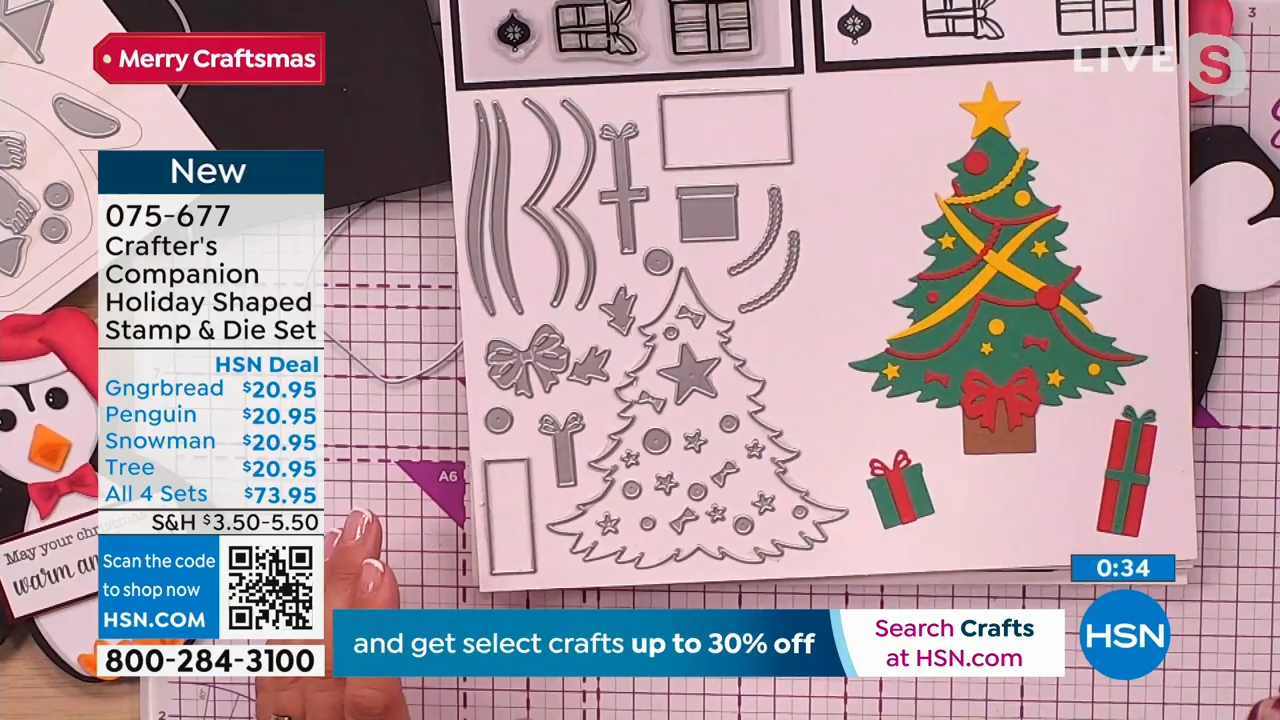 Merry Craftsmas
LIVE S
3
New
075-677
Crafter's
Companion
Holiday Shaped
Stamp & Die Set
HSN Deal
Gngrbread $20.95
Penguin $20.95
Snowman $20.95
Tree $20.95
All 4 Sets $73.95
S&H $3.50-5.50
Scan the code
to shop now
HSN.COM
800-284-3100
A6
May your christmas
warm an
0:34
and get select crafts up to 30% off
Search Crafts
at HSN.com
HSN
2